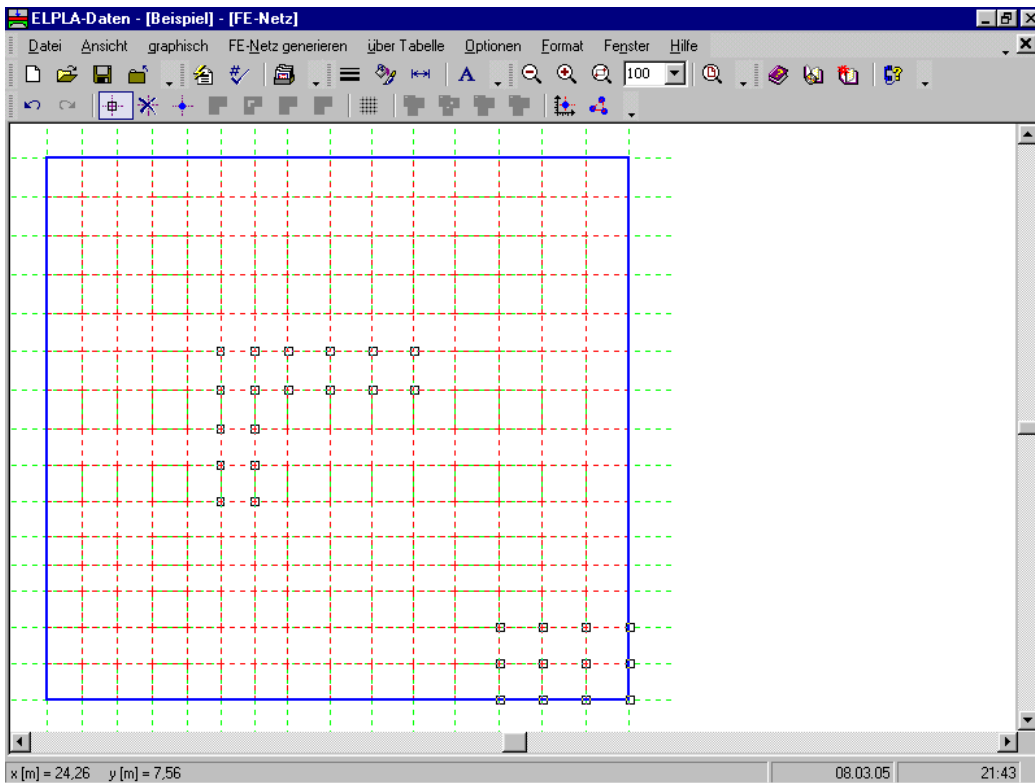 ELPLA-Daten - [Beispiel] - [FE-Netz]
Datei Ansicht graphisch FE-Netz generieren über Tabelle Optionen Format Fenster Hilfe
A 100
x [m] = 24,26 y [m] = 7,56 08.03.05 21:43